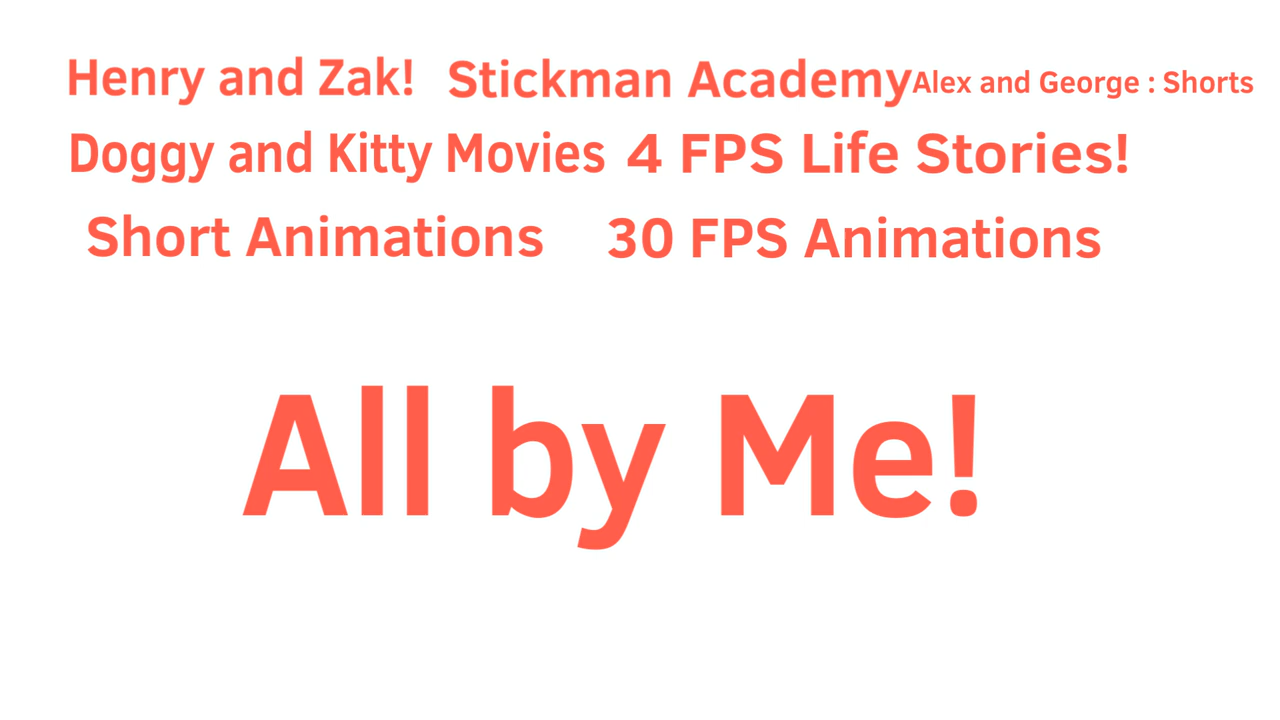 Henry and Zak! Stickman Academy Alex and George : Shorts
Doggy and Kitty Movies 4 FPS Life Stories!
Short Animations 30 FPS Animations
All by Me!